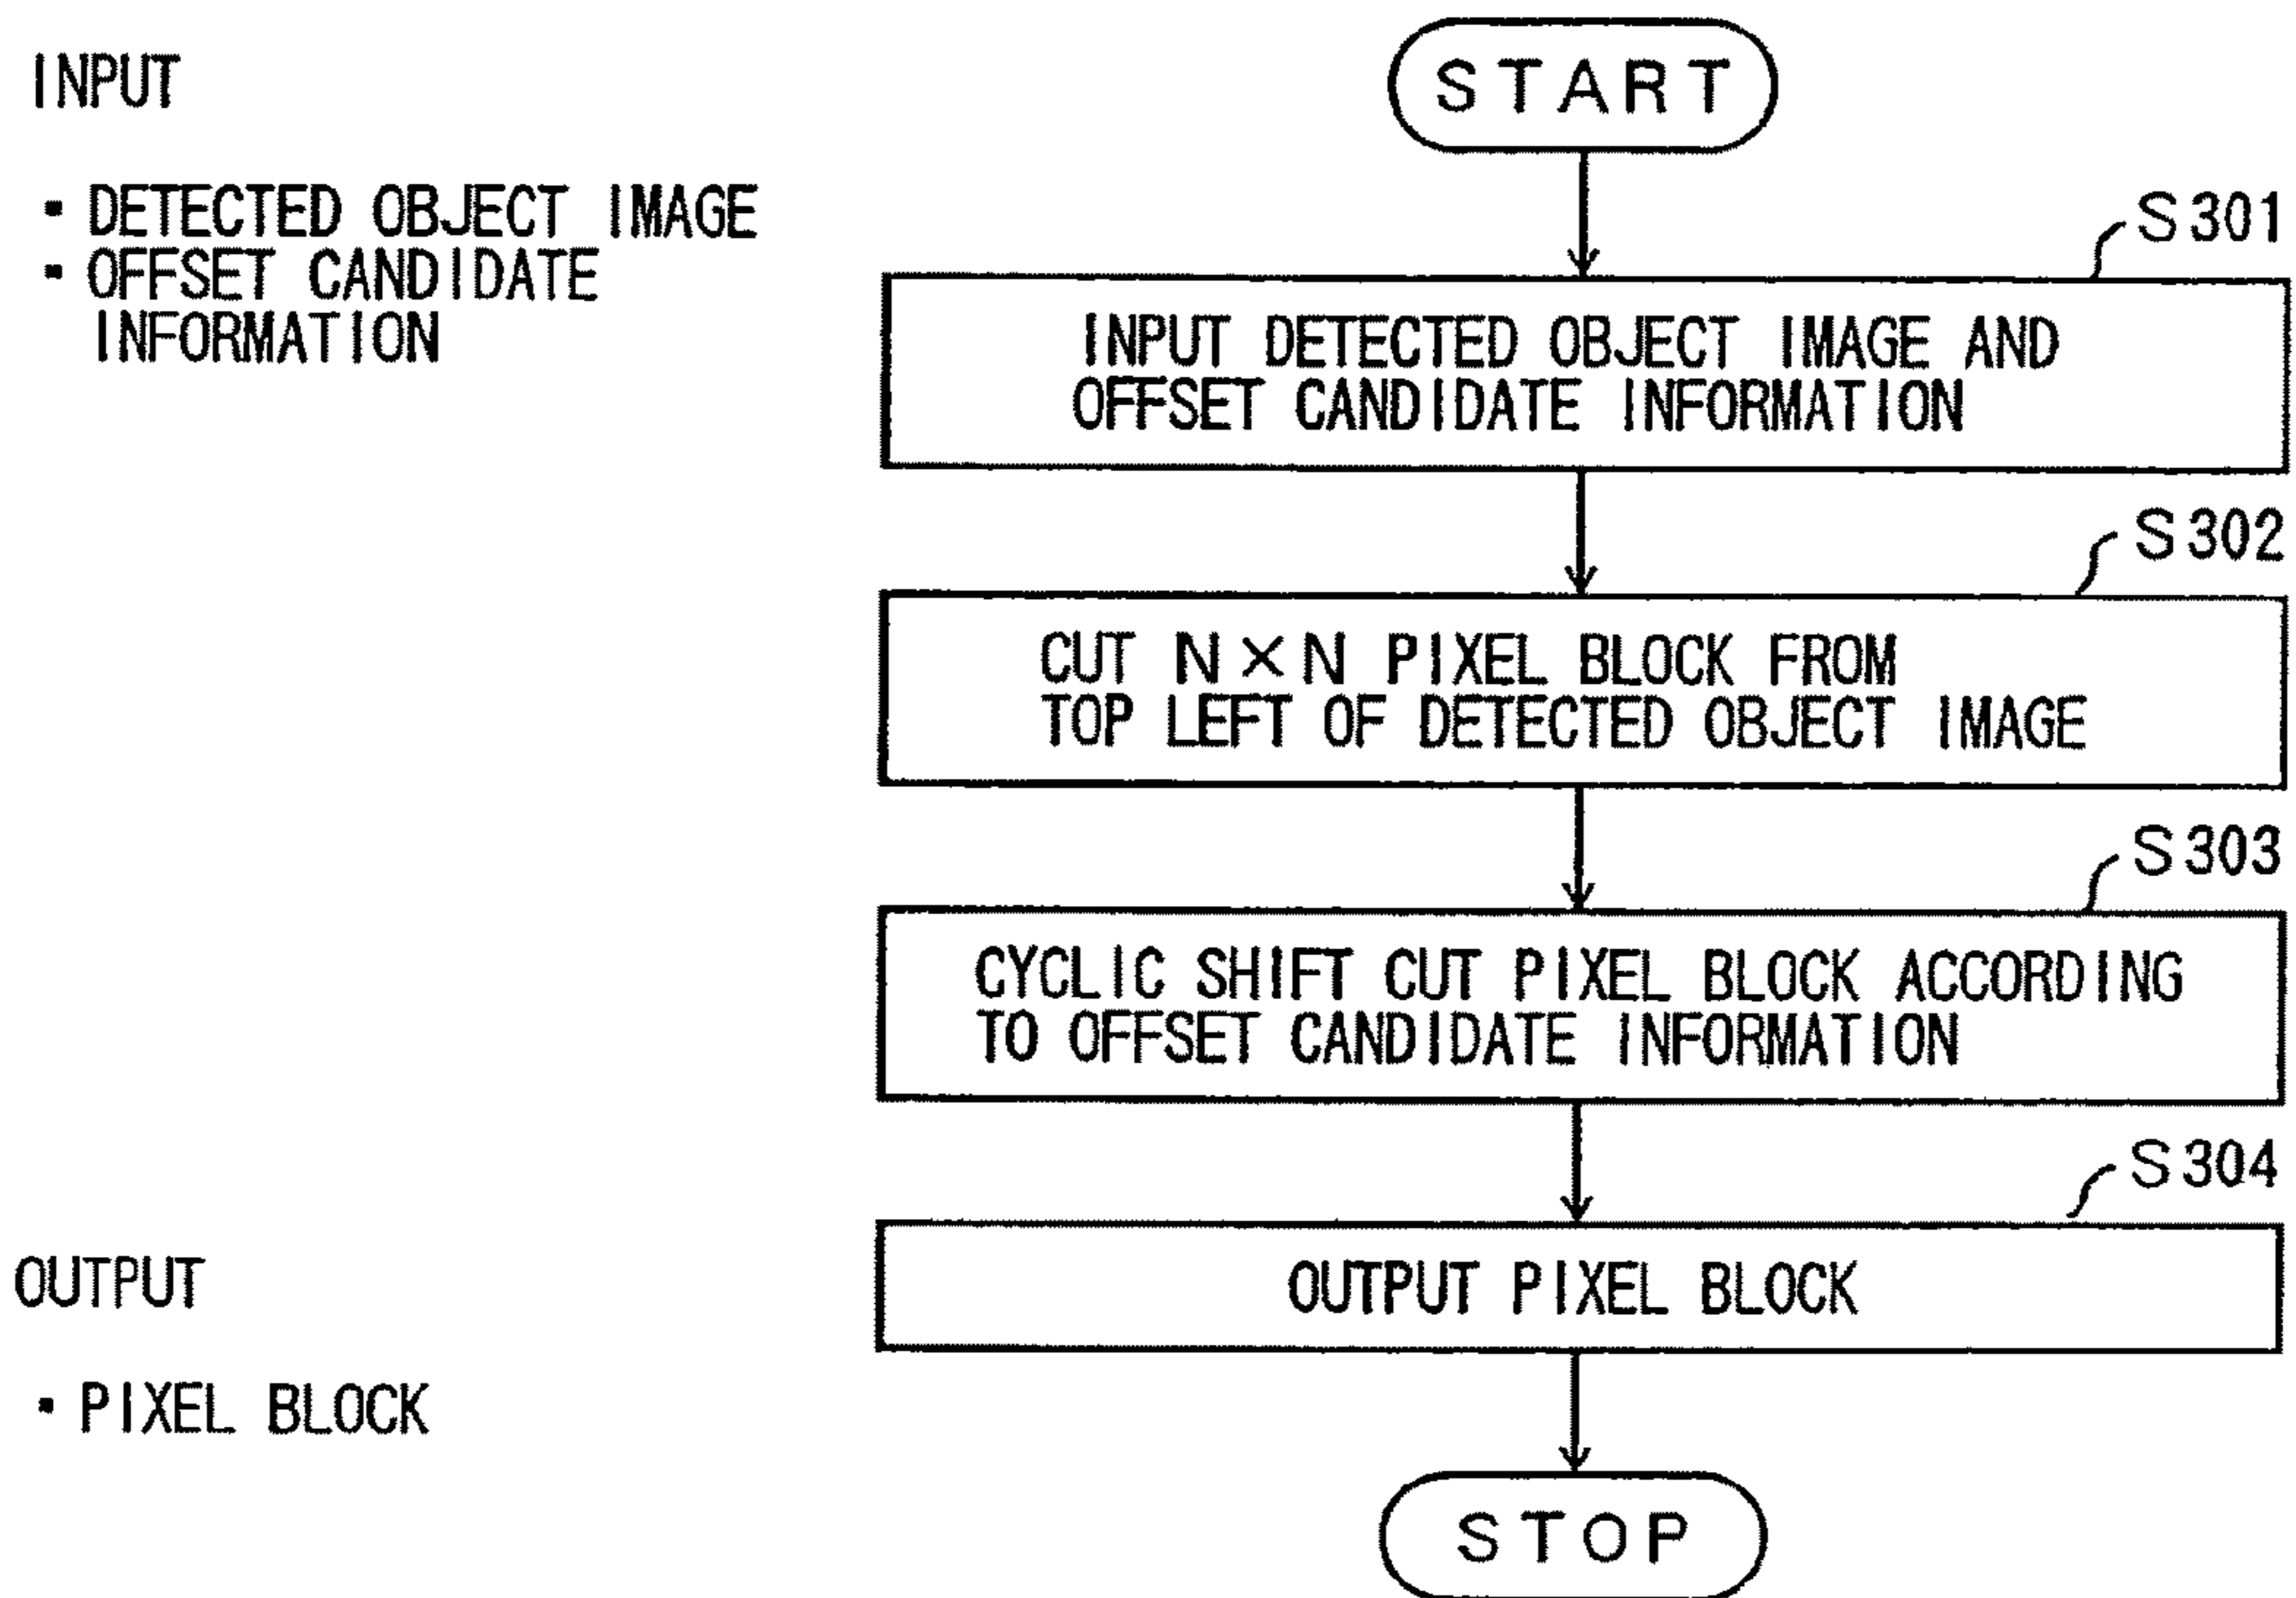 INPUT
・DETECTED OBJECT IMAGE
・OFFSET CANDIDATE
INFORMATION
START
S301
INPUT DETECTED OBJECT IMAGE AND
OFFSET CANDIDATE INFORMATION
S302
CUT N×N PIXEL BLOCK FROM
TOP LEFT OF DETECTED OBJECT IMAGE
S303
CYCLIC SHIFT CUT PIXEL BLOCK ACCORDING
TO OFFSET CANDIDATE INFORMATION
S304
OUTPUT PIXEL BLOCK
OUTPUT
・PIXEL BLOCK
STOP